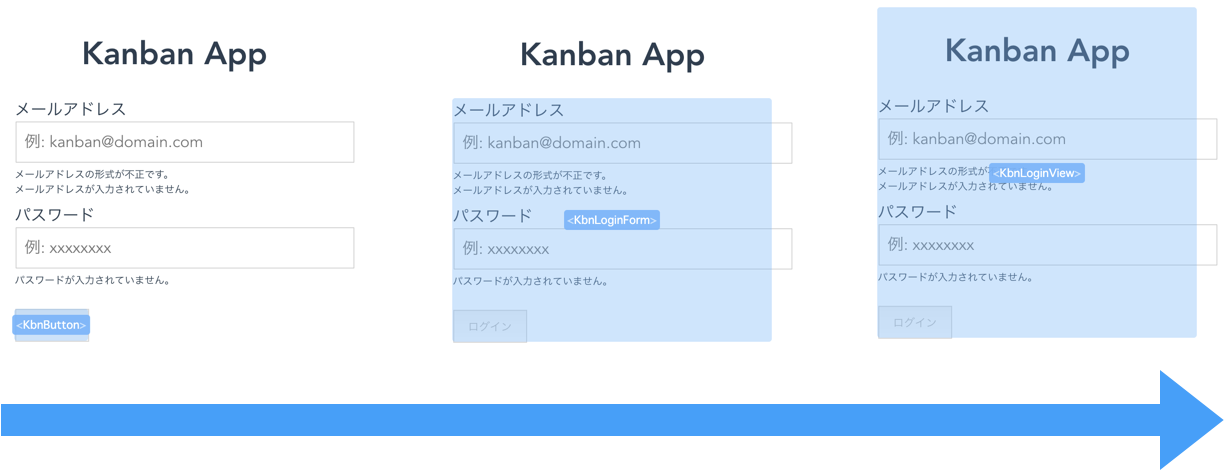 Kanban App
メールアドレス
例: kanban@domain.com
メールアドレスの形式が不正です。
メールアドレスが入力されていません。
パスワード
例: xxxxxxxx
パスワードが入力されていません。
<KbnButton>
Kanban App
メールアドレス
例: kanban@domain.com
メールアドレスの形式が不正です。
メールアドレスが入力されていません。
パスワード
<KbnLoginForm>
例: xxxxxxxx
パスワードが入力されていません。
ログイン
Kanban App
メールアドレス
例: kanban@domain.com
メールアドレスの形式が不
<KbnLoginView>
メールアドレスが入力されていません。
パスワード
例: xxxxxxxx
パスワードが入力されていません。
ログイン